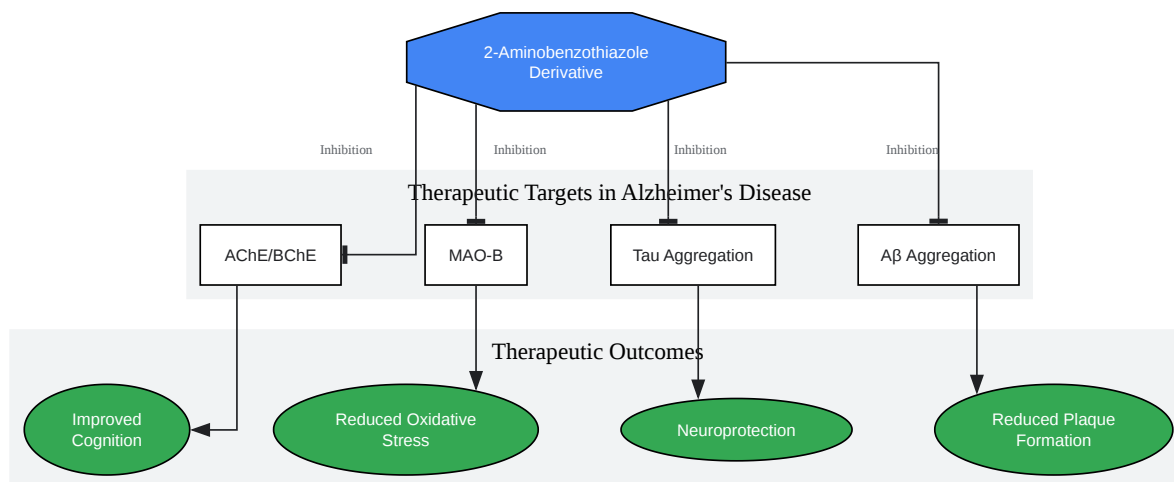 2-Aminobenzothiazole
Derivative
Inhibition
Inhibition
Inhibition
Inhibition
Therapeutic Targets in Alzheimer's Disease
AChE/BChE
MAO-B
Tau Aggregation
Aβ Aggregation
Therapeutic Outcomes
Improved
Cognition
Reduced Oxidative
Stress
Neuroprotection
Reduced Plaque
Formation